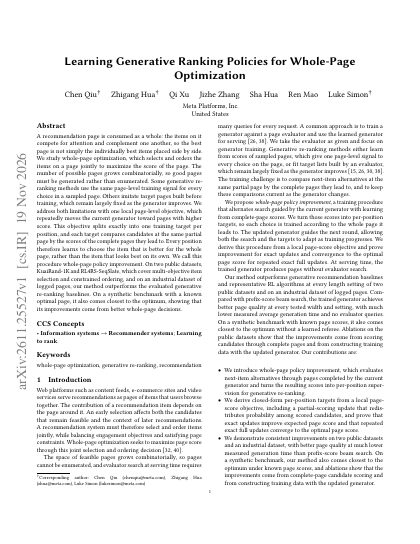 Learning Generative Ranking Policies for Whole-Page
Optimization
Chen Qiu† Zhigang Hua† Qi Xu Jizhe Zhang Sha Hua Ren Mao Luke Simon†
Meta Platforms, Inc.
United States
Abstract
A recommendation page is consumed as a whole: the items on it
compete for attention and complement one another, so the best
page is not simply the individually best items placed side by side.
We study whole-page optimization, which selects and orders the
items on a page jointly to maximize the score of the page. The
number of possible pages grows combinatorially, so good pages
must be generated rather than enumerated. Some generative re-
ranking methods use the same page-level training signal for every
choice in a sampled page. Others imitate target pages built before
training, which remain largely fixed as the generator improves. We
address both limitations with one local page-level objective, which
repeatedly moves the current generator toward pages with higher
score. This objective splits exactly into one training target per
position, and each target compares candidates at the same partial
page by the scores of the complete pages they lead to. Every position
therefore learns to choose the item that is better for the whole
page, rather than the item that looks best on its own. We call this
procedure whole-page policy improvement. On two public datasets,
KuaiRand-1K and RL4RS-SeqSlate, which cover multi-objective item
selection and constrained ordering, and on an industrial dataset of
logged pages, our method outperforms the evaluated generative
re-ranking baselines. On a synthetic benchmark with a known
optimal page, it also comes closest to the optimum, showing that
its improvements come from better whole-page decisions.
CCS Concepts
• Information systems → Recommender systems; Learning
to rank.
Keywords
whole-page optimization, generative re-ranking, recommendation
1 Introduction
Web platforms such as content feeds, e-commerce sites and video
services serve recommendations as pages of items that users browse
together. The contribution of a recommendation item depends on
the page around it. An early selection affects both the candidates
that remain feasible and the context of later recommendations.
A recommendation system must therefore select and order items
jointly, while balancing engagement objectives and satisfying page
constraints. Whole-page optimization seeks to maximize page score
through this joint selection and ordering decision [32, 40].
The space of feasible pages grows combinatorially, so pages
cannot be enumerated, and evaluator search at serving time requires
†Corresponding author: Chen Qiu (chenqiu@meta.com), Zhigang Hua
(zhua@meta.com), Luke Simon (lukesimon@meta.com)
many queries for every request. A common approach is to train a
generator against a page evaluator and use the learned generator
for serving [26, 38]. We take the evaluator as given and focus on
generator training. Generative re-ranking methods either learn
from scores of sampled pages, which give one page-level signal to
every choice on the page, or fit target lists built by an evaluator,
which remain largely fixed as the generator improves [15, 26, 30, 38].
The training challenge is to compare next-item alternatives at the
same partial page by the complete pages they lead to, and to keep
these comparisons current as the generator changes.
We propose whole-page policy improvement, a training procedure
that alternates search guided by the current generator with learning
from complete-page scores. We turn those scores into per-position
targets, so each choice is trained according to the whole page it
leads to. The updated generator guides the next round, allowing
both the search and the targets to adapt as training progresses. We
derive this procedure from a local page-score objective and prove
improvement for exact updates and convergence to the optimal
page score for repeated exact full updates. At serving time, the
trained generator produces pages without evaluator search.
Our method outperforms generative recommendation baselines
and representative RL algorithms at every length setting of two
public datasets and on an industrial dataset of logged pages. Com-
pared with prefix-score beam search, the trained generator achieves
better page quality at every tested width and setting, with much
lower measured average generation time and no evaluator queries.
On a synthetic benchmark with known page scores, it also comes
closest to the optimum without a learned reference. Ablations on the
public datasets show that the improvements come from scoring
candidates through complete pages and from constructing training
data with the updated generator. Our contributions are:
• We introduce whole-page policy improvement, which evaluates
next-item alternatives through pages completed by the current
generator and turns the resulting scores into per-position super-
vision for generative re-ranking.
• We derive closed-form per-position targets from a local page-
score objective, including a partial-scoring update that redis-
tributes probability among scored candidates, and prove that
exact updates improve expected page score and that repeated
exact full updates converge to the optimal page score.
• We demonstrate consistent improvements on two public datasets
and an industrial dataset, with better page quality at much lower
measured generation time than prefix-score beam search. On
a synthetic benchmark, our method also comes closest to the
optimum under known page scores, and ablations show that the
improvements come from complete-page candidate scoring and
from constructing training data with the updated generator.
1
arXiv:2611.25527v1 [cs.IR] 19 Nov 2026